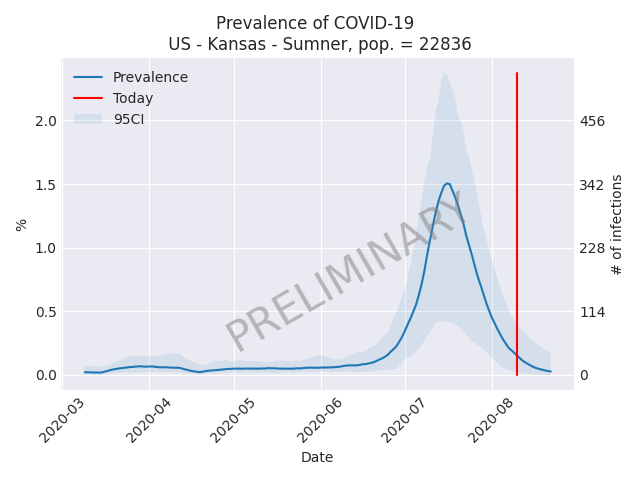 Prevalence of COVID-19
US - Kansas - Sumner, pop. = 22836
Prevalence
Today
95CI
2.0
1.5
1.0
0.5
0.0
%
456
342
228
114
0
# of infections
PRELIMINARY
2020-03
2020-04
2020-05
2020-06
2020-07
2020-08
Date